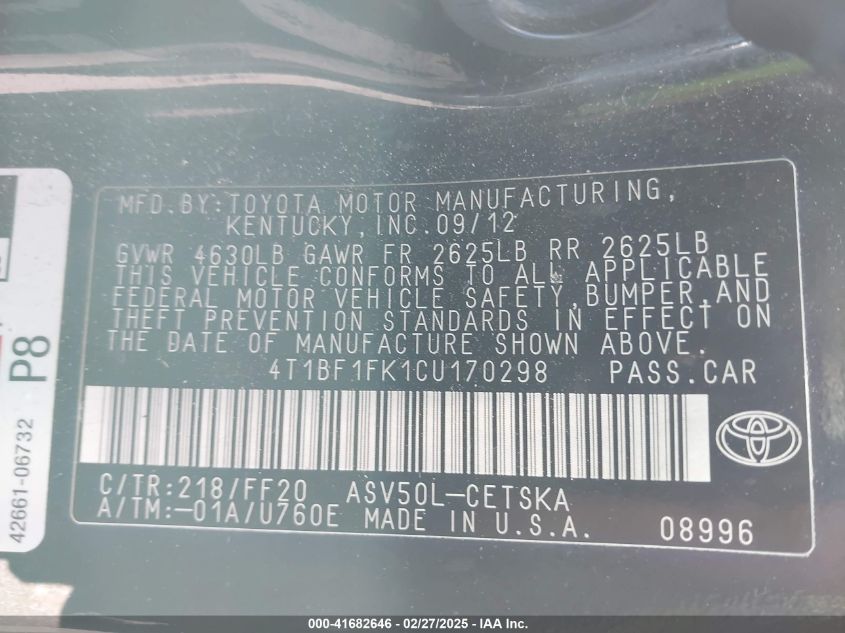 MFD.BY:TOYOTA MOTOR MANUFACTURING,
KENTUCKY, INC.09/12
GVWR 4630LB GAWR FR 2625LB RR 2625LB
THIS VEHICLE CONFORMS TO ALL APPLICABLE
FEDERAL MOTOR VEHICLE SAFETY,BUMPER,AND
THEFT PREVENTION STANDARDS IN EFFECT ON
THE DATE OF MANUFACTURE SHOWN ABOVE.
4T1BF1FK1CU170298 PASS.CAR
C/TR:218/FF20 ASV50L-CETSKA
A/TM:-01A/U760E MADE IN U.S.A. 08996
P8
42661-06732
000-41682646 - 02/27/2025 - IAA Inc.